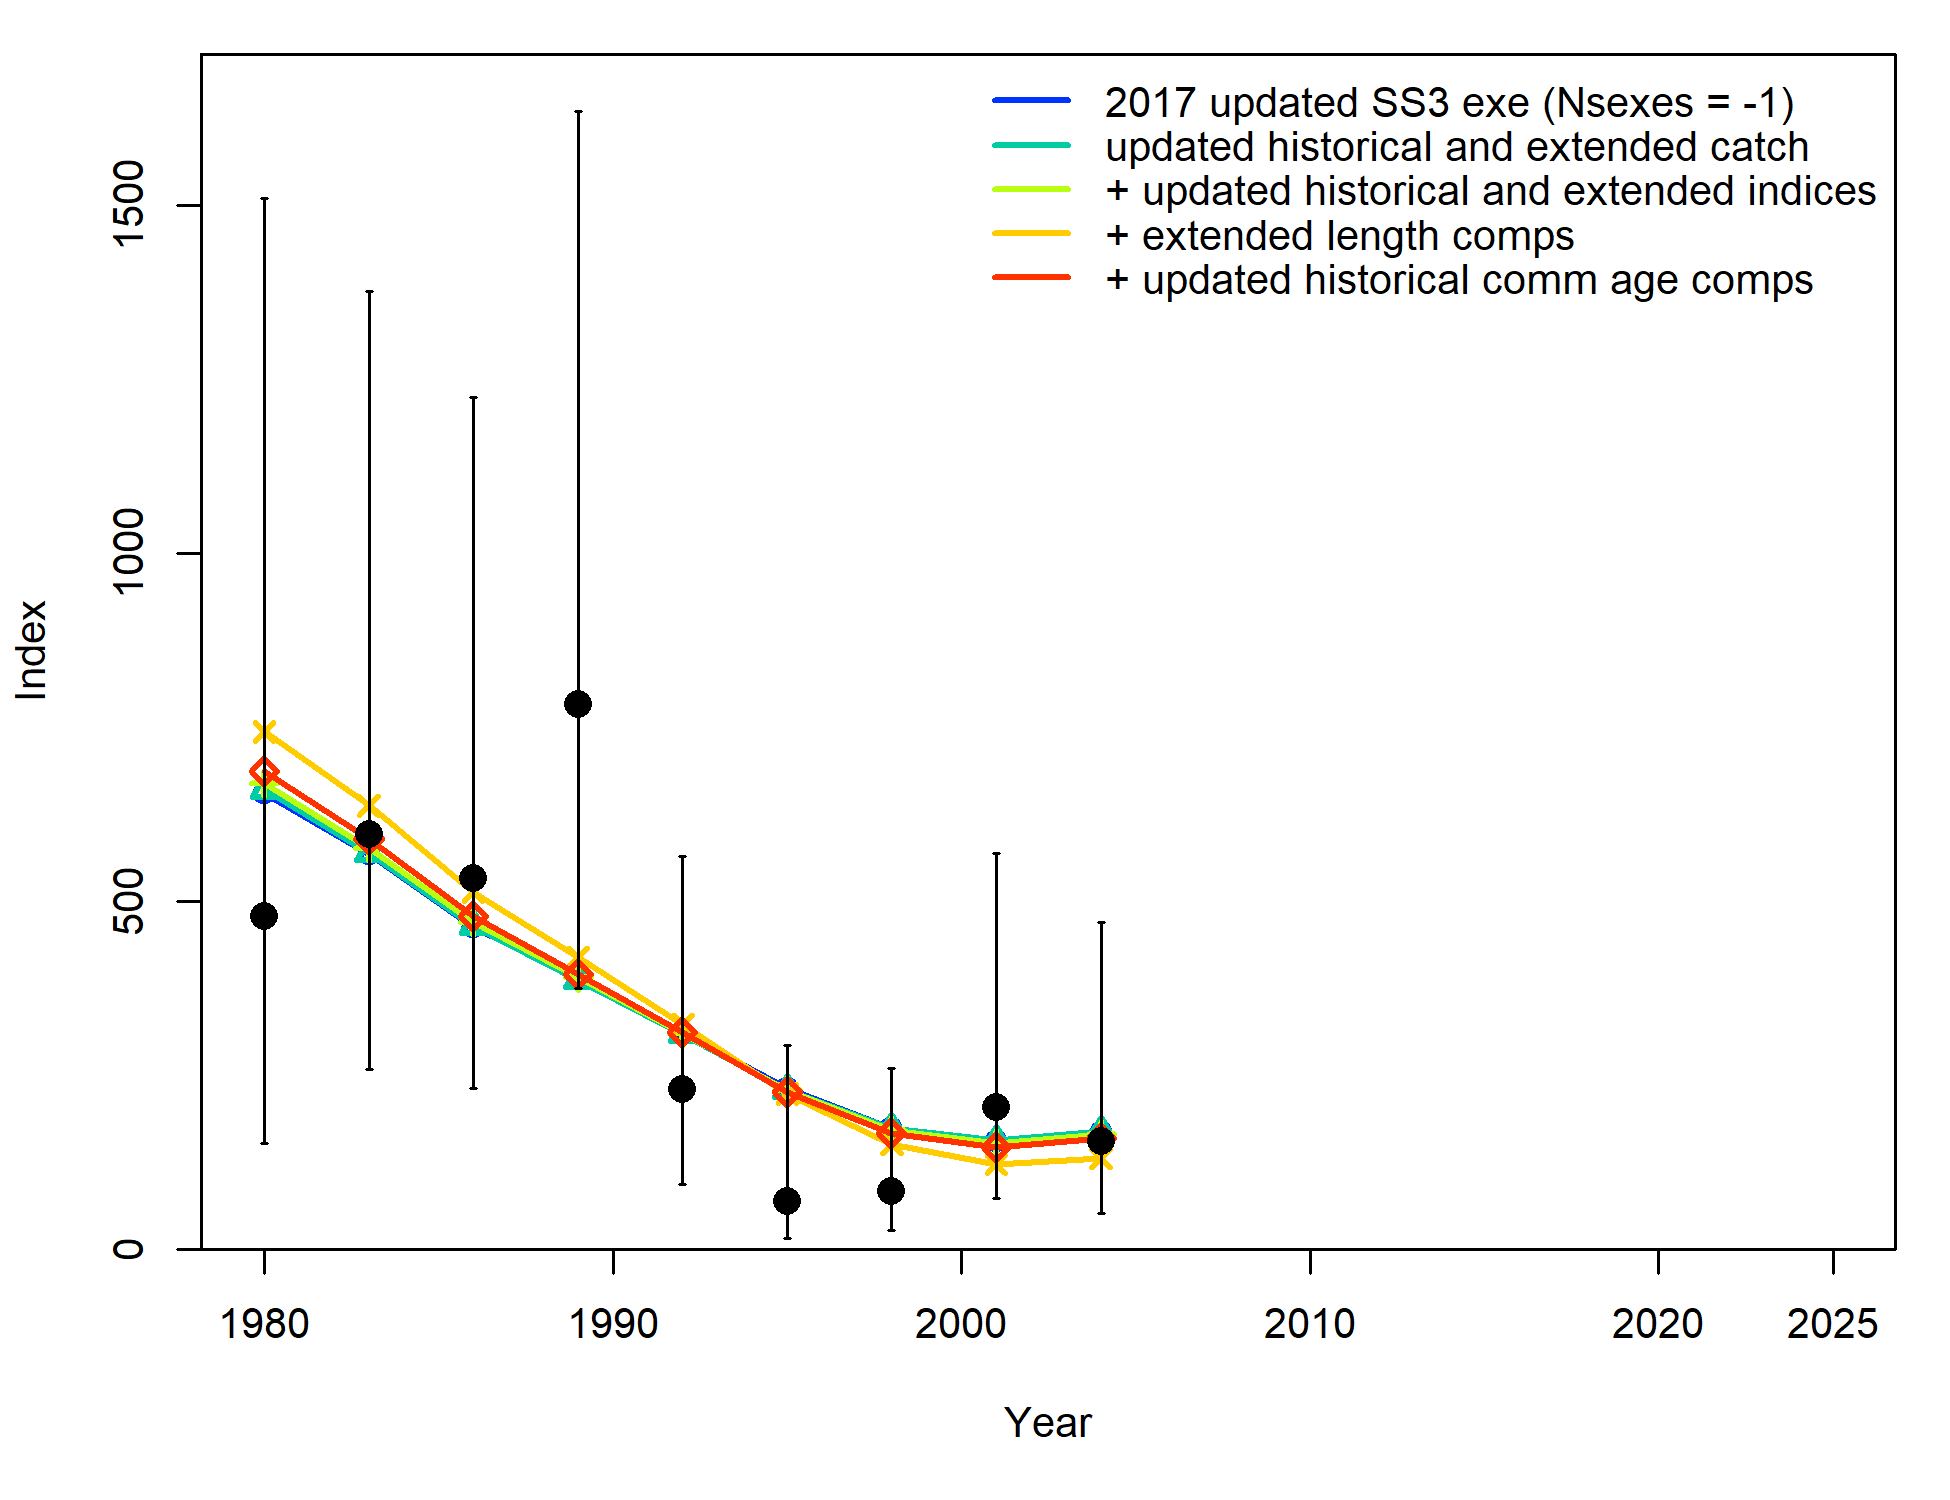 2017 updated SS3 exe (Nsexes = -1)
updated historical and extended catch
+ updated historical and extended indices
+ extended length comps
+ updated historical comm age comps
1500
1000
500
0
Index
1980 1990 2000 2010 2020 2025
Year